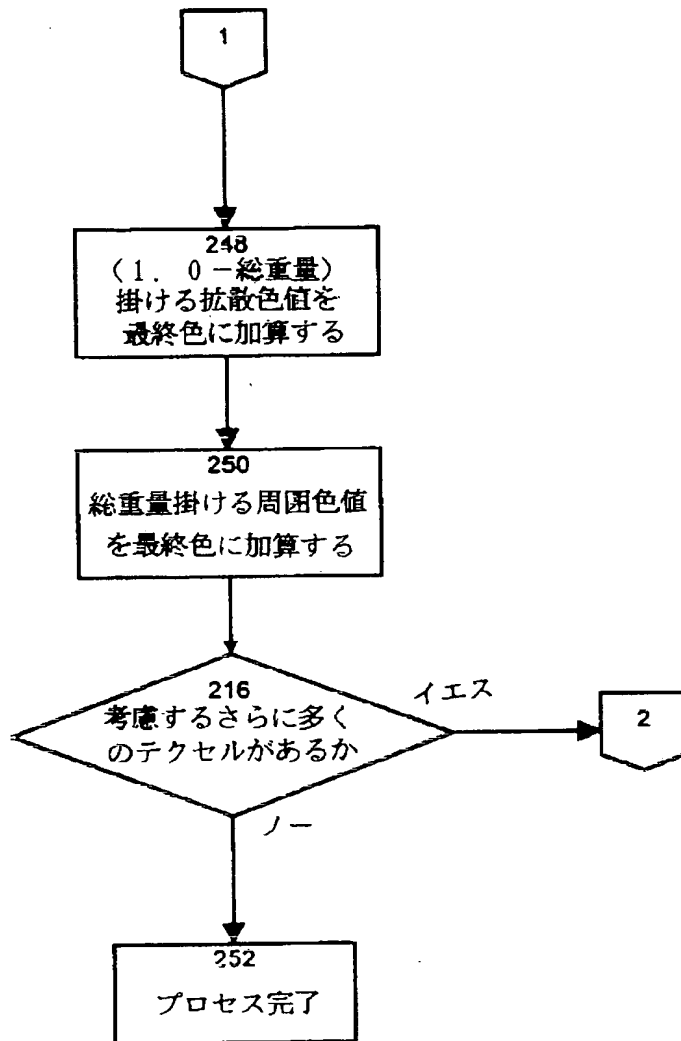 1
248
（1．0－総重量）
掛ける拡散色値を
最終色に加算する
250
総重量掛ける周囲色値
を最終色に加算する
216
考慮するさらに多く
のテクセルがあるか
イエス
2
ノー
252
プロセス完了